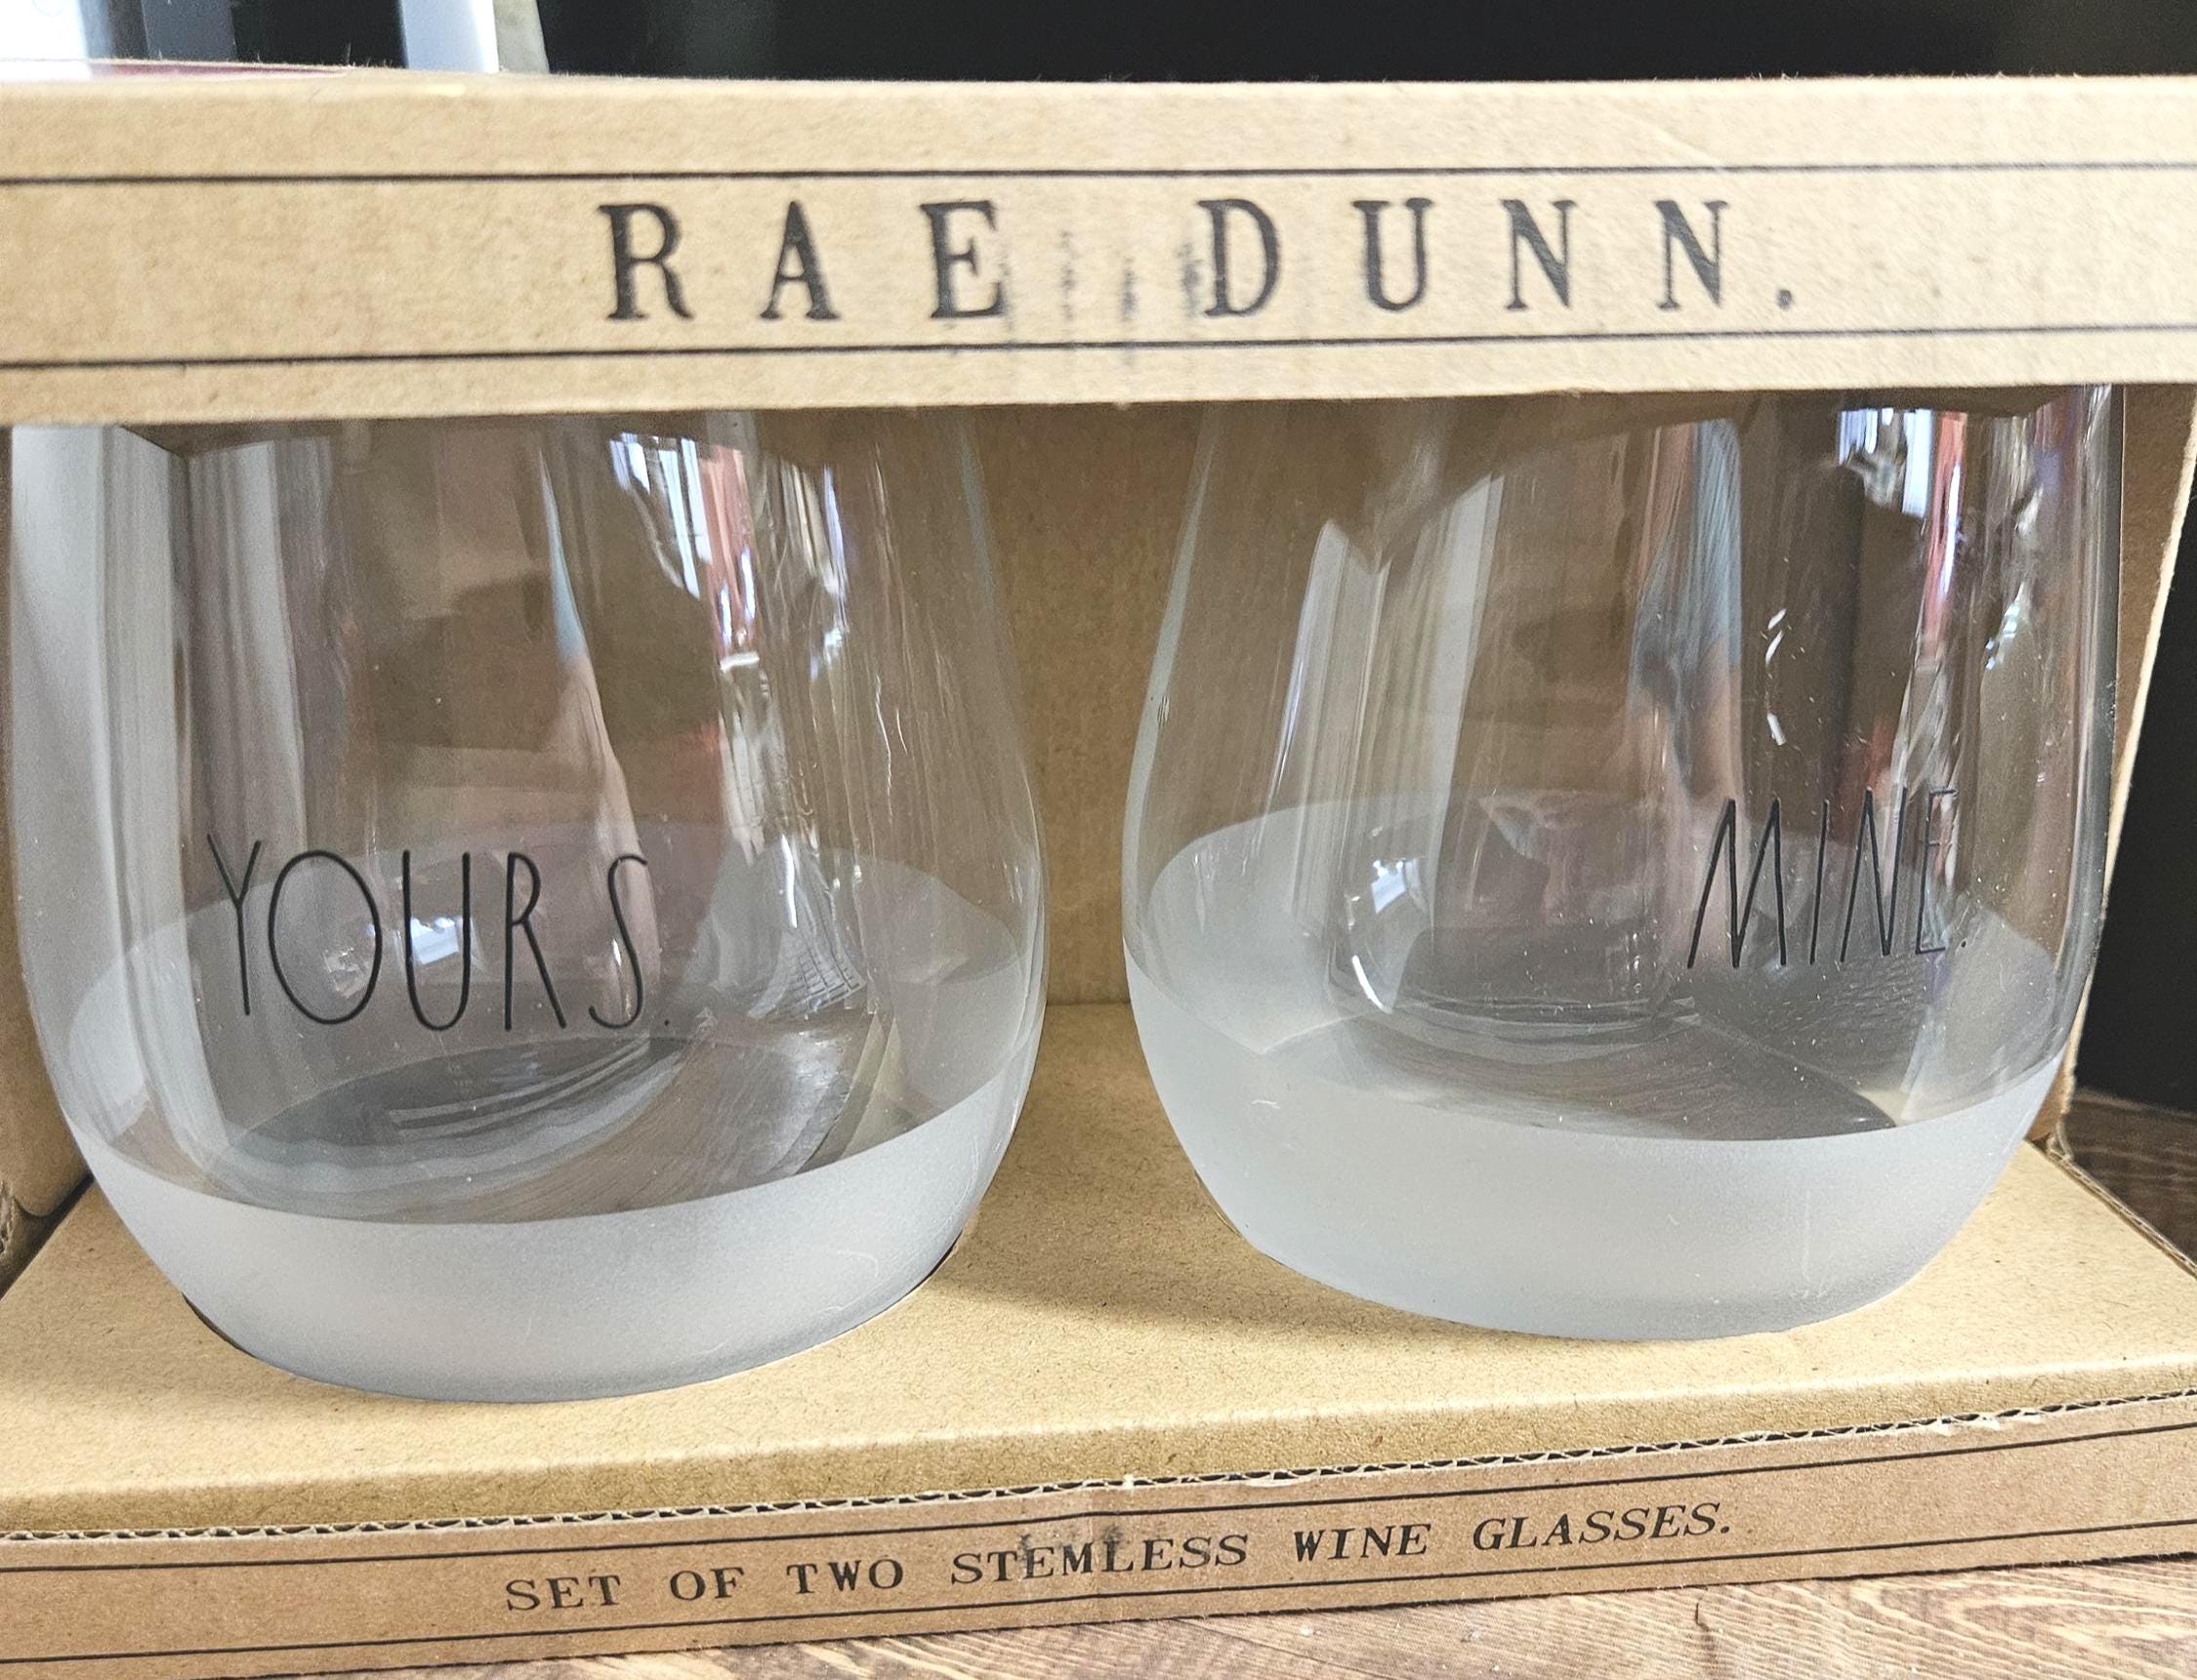 RAE DUNN.
YOURS.
MINE.
SET OF TWO STEMLESS WINE GLASSES.